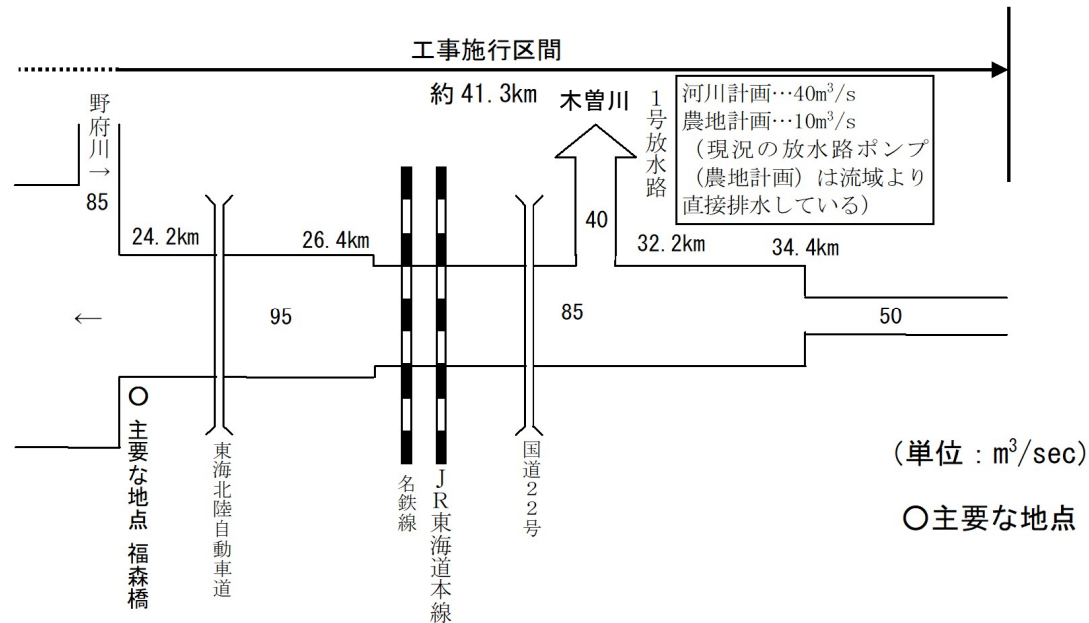 工事施行区間
約 41.3km
野府川→
85
木曽川
1号放水路
河川計画…40m³/s
農地計画…10m³/s
(現況の放水路ポンプ
(農地計画)は流域より
直接排水している)
40
24.2km
26.4km
32.2km
34.4km
←
95
85
50
○
主要な地点 福森橋
東海北陸自動車道
名鉄線
JR東海道本線
国道22号
(単位:m³/sec)
○主要な地点